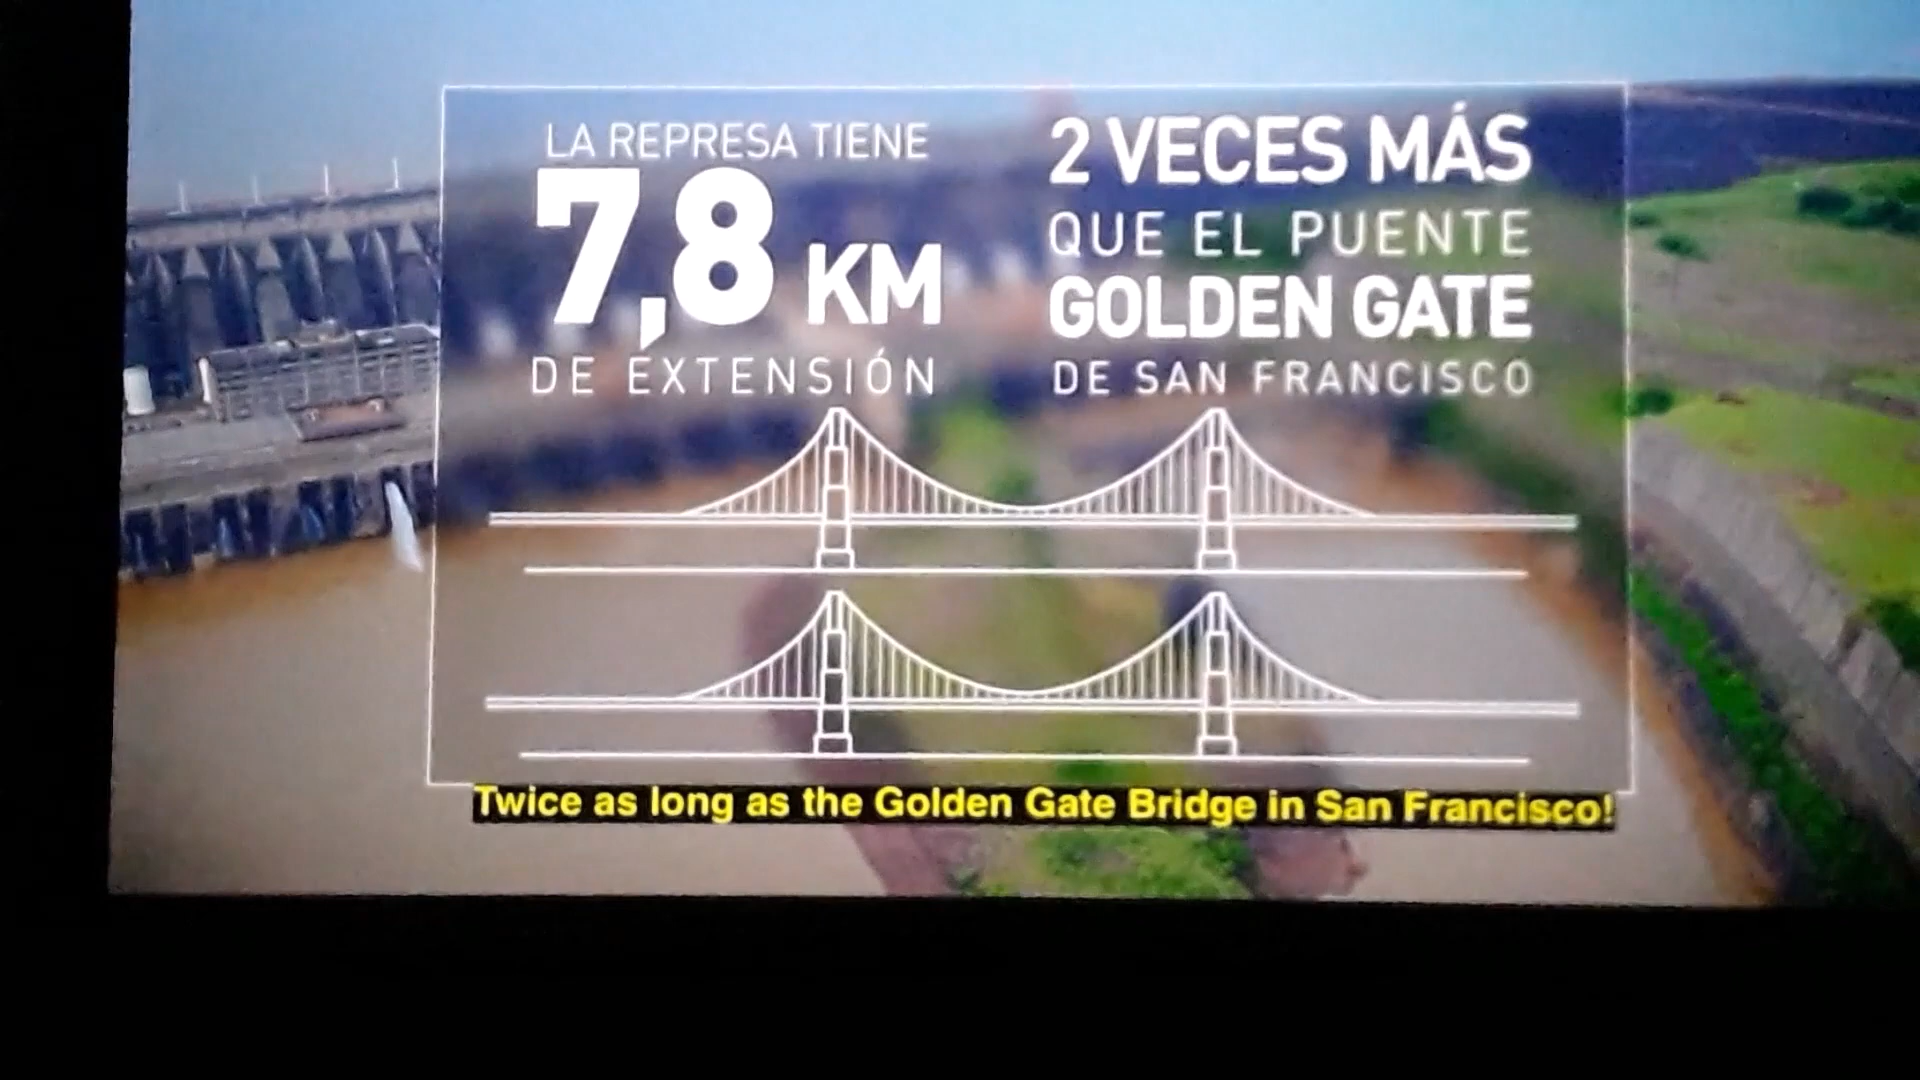 LA REPRESA TIENE
7,8 KM
DE EXTENSIÓN
2 VECES MÁS
QUE EL PUENTE
GOLDEN GATE
DE SAN FRANCISCO
Twice as long as the Golden Gate Bridge in San Francisco!